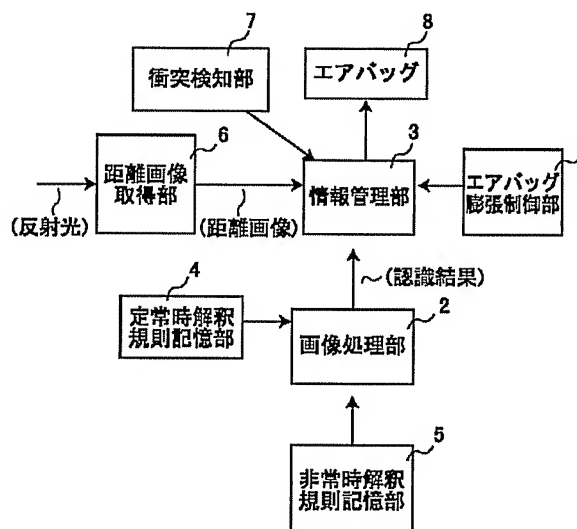 7
衝突検知部
8
エアバッグ
6
距離画像
取得部
(反射光)
(距離画像)
3
情報管理部
エアバッグ
膨張制御部
(認識結果)
4
定常時解釈
規則記憶部
2
画像処理部
5
非常時解釈
規則記憶部